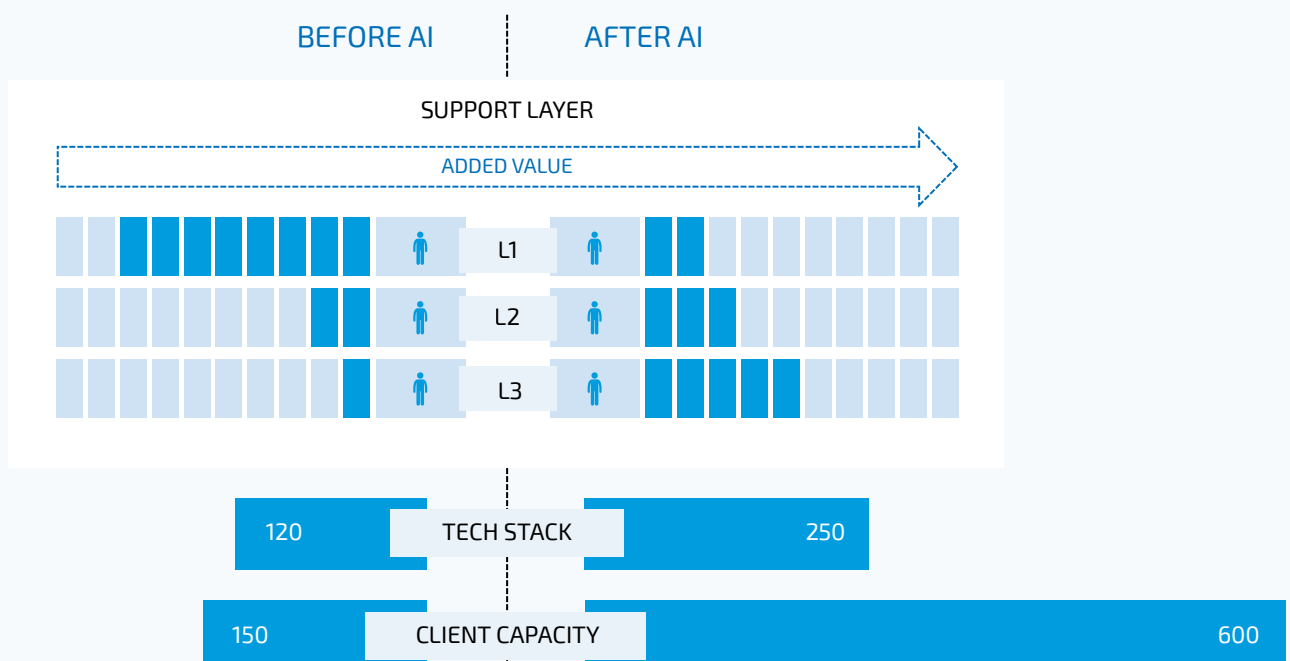 BEFORE AI
AFTER AI
SUPPORT LAYER
ADDED VALUE
L1
L2
L3
120
TECH STACK
250
150
CLIENT CAPACITY
600